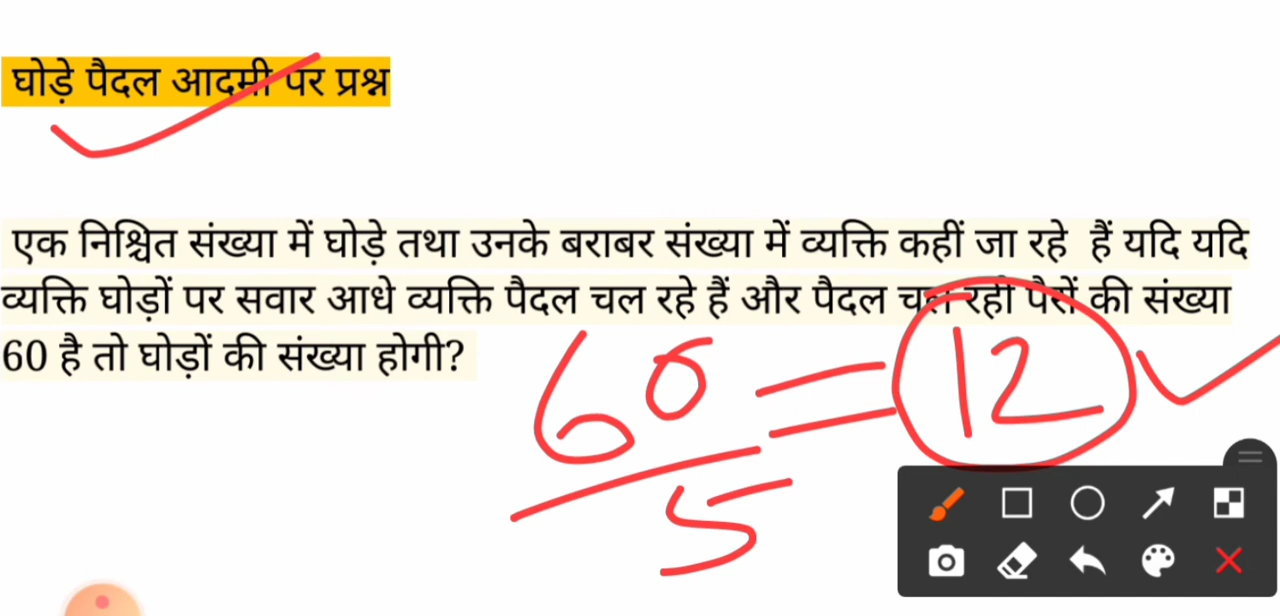 घोड़े पैदल आदमी पर प्रश्न
एक निश्चित संख्या में घोड़े तथा उनके बराबर संख्या में व्यक्ति कहीं जा रहे हैं यदि यदि
व्यक्ति घोड़ों पर सवार आधे व्यक्ति पैदल चल रहे हैं और पैदल चल रही पैरों की संख्या
60 है तो घोड़ों की संख्या होगी?
60 = 12
5